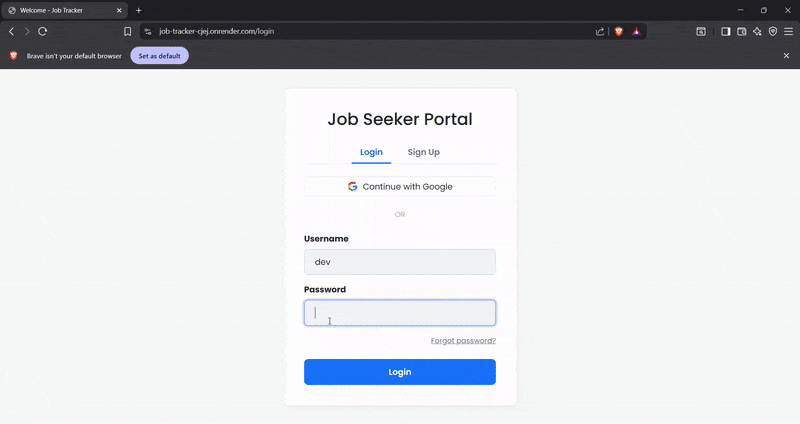 Welcome - Job Tracker
job-tracker-cjej.onrender.com/login
Brave isn't your default browser
Set as default
Job Seeker Portal
Login
Sign Up
Continue with Google
OR
Username
dev
Password
Forgot password?
Login